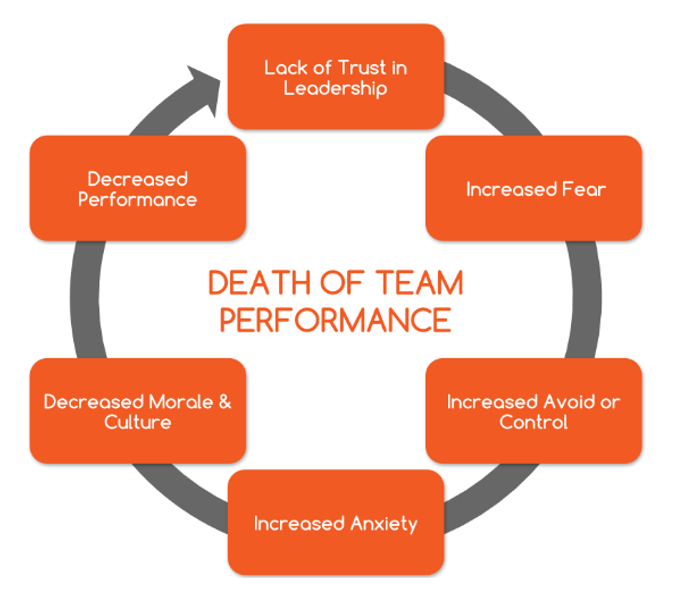 Lack of Trust in
Leadership
Increased Fear
Increased Avoid or
Control
Increased Anxiety
Decreased Morale &
Culture
Decreased
Performance
DEATH OF TEAM
PERFORMANCE